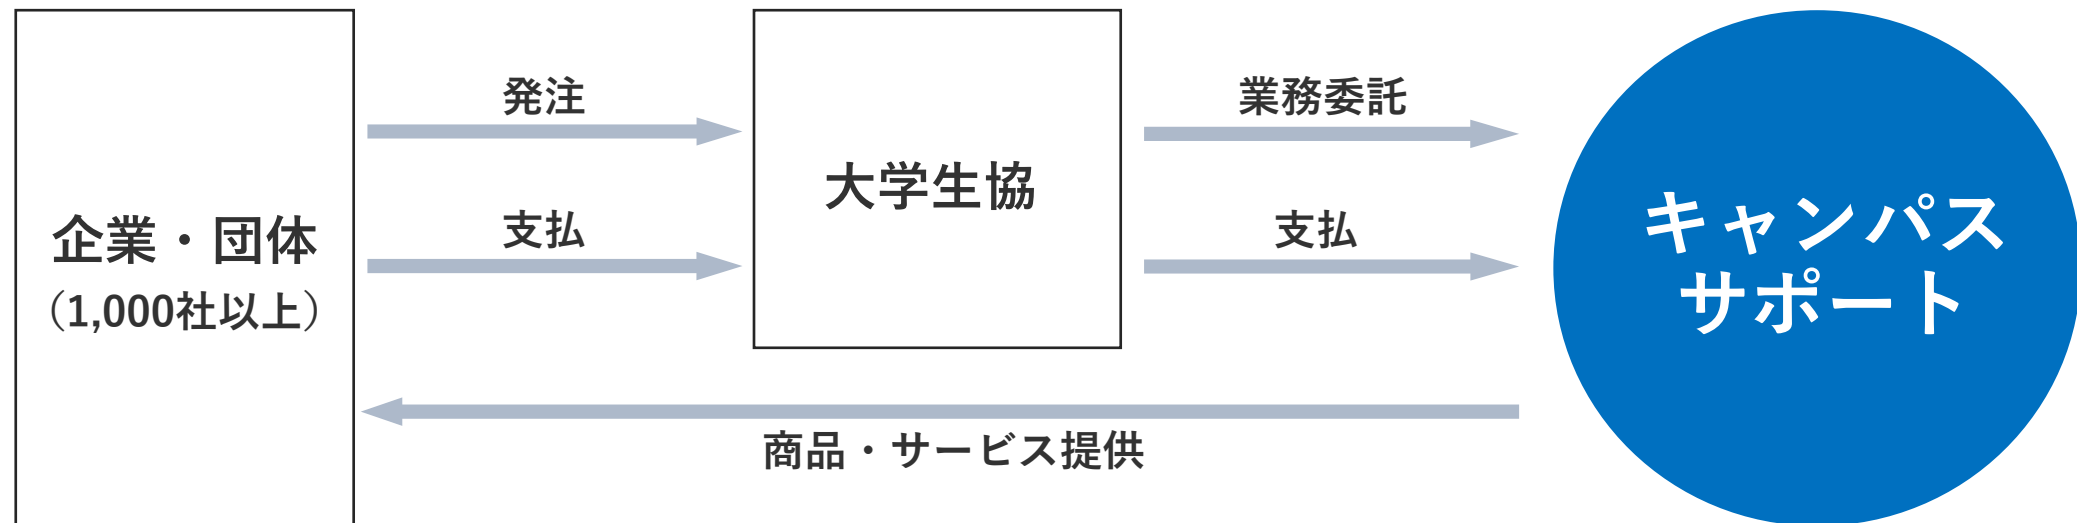 発注
業務委託
大学生協
企業・団体
（1,000社以上）
支払
支払
キャンパス
サポート
商品・サービス提供